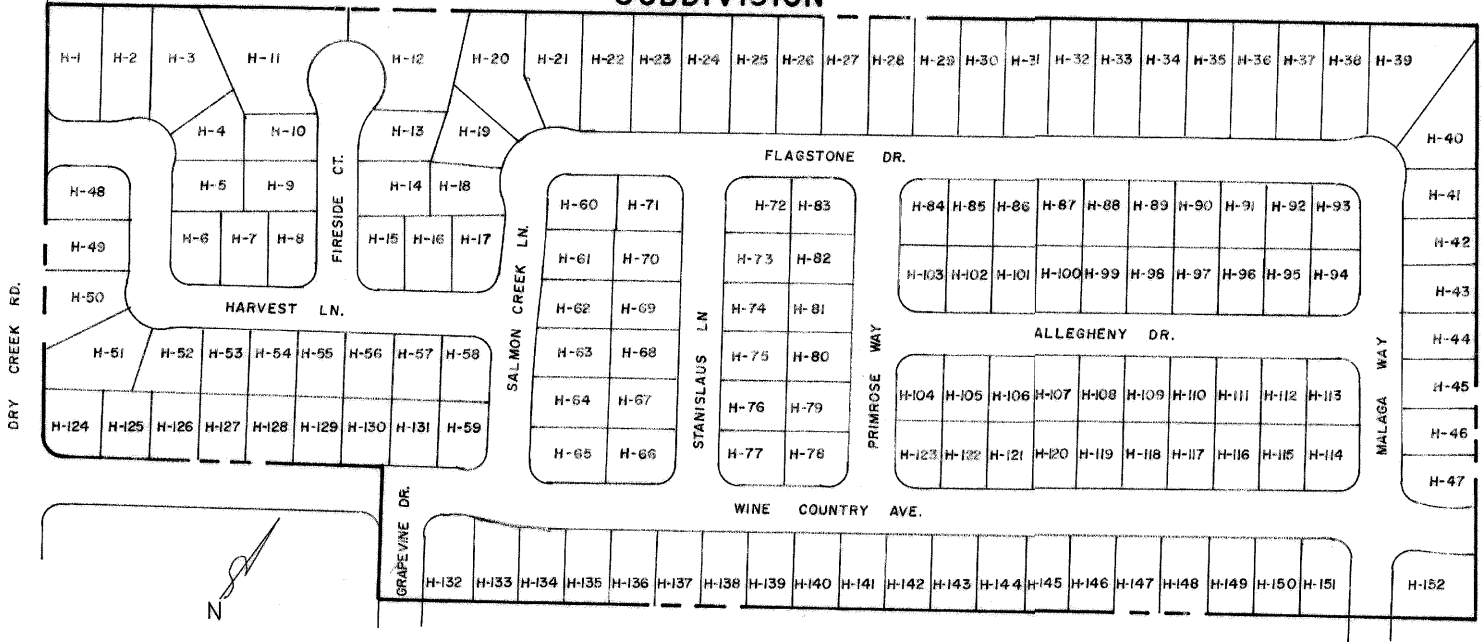 SUBDIVISION
H-1 H-2 H-3 H-11 H-12 H-20 H-21 H-22 H-23 H-24 H-25 H-26 H-27 H-28 H-29 H-30 H-31 H-32 H-33 H-34 H-35 H-36 H-37 H-38 H-39
H-4 H-10 H-13 H-19 H-40
FLAGSTONE DR.
H-48 H-5 H-9 H-14 H-18 H-41
H-60 H-71 H-72 H-83 H-84 H-85 H-86 H-87 H-88 H-89 H-90 H-91 H-92 H-93
FIRESIDE CT.
H-49 H-6 H-7 H-8 H-15 H-16 H-17 H-42
H-61 H-70 H-73 H-82 H-103 H-102 H-101 H-100 H-99 H-98 H-97 H-96 H-95 H-94
H-50 H-43
HARVEST LN.
H-62 H-69 H-74 H-81
SALMON CREEK LN.
STANISLAUS LN
PRIMROSE WAY
ALLEGHENY DR.
MALAGA WAY
DRY CREEK RD.
H-44
H-51 H-52 H-53 H-54 H-55 H-56 H-57 H-58 H-63 H-68 H-75 H-80
H-45
H-64 H-67 H-76 H-79 H-104 H-105 H-106 H-107 H-108 H-109 H-110 H-111 H-112 H-113
H-124 H-125 H-126 H-127 H-128 H-129 H-130 H-131 H-59 H-46
H-65 H-66 H-77 H-78 H-123 H-122 H-121 H-120 H-119 H-118 H-117 H-116 H-115 H-114
H-47
WINE COUNTRY AVE.
GRAPEVINE DR.
H-132 H-133 H-134 H-135 H-136 H-137 H-138 H-139 H-140 H-141 H-142 H-143 H-144 H-145 H-146 H-147 H-148 H-149 H-150 H-151 H-152
N